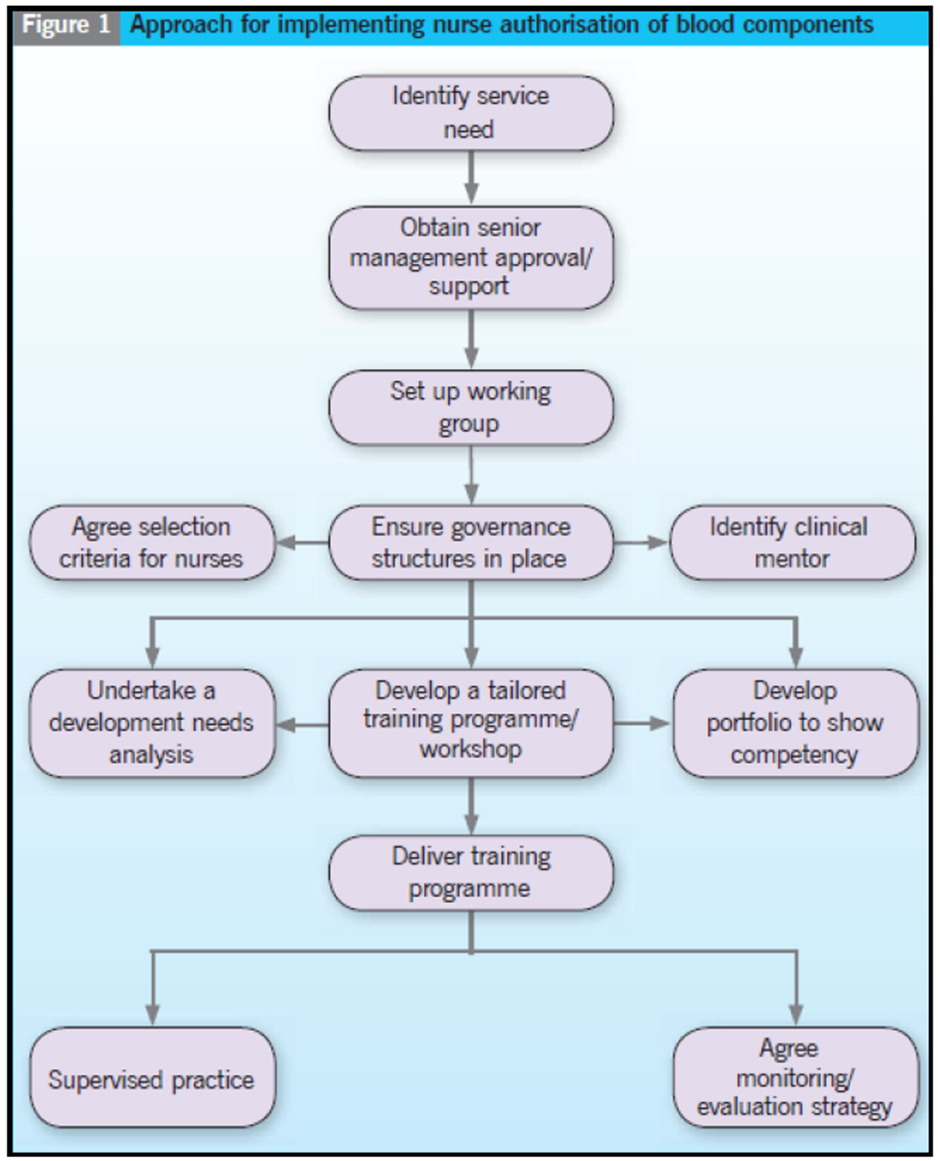 Figure 1 Approach for implementing nurse authorisation of blood components
Identify service
need
Obtain senior
management approval/
support
Set up working
group
Agree selection
criteria for nurses
Ensure governance
structures in place
Identify clinical
mentor
Undertake a
development needs
analysis
Develop a tailored
training programme/
workshop
Develop
portfolio to show
competency
Deliver training
programme
Supervised practice
Agree
monitoring/
evaluation strategy